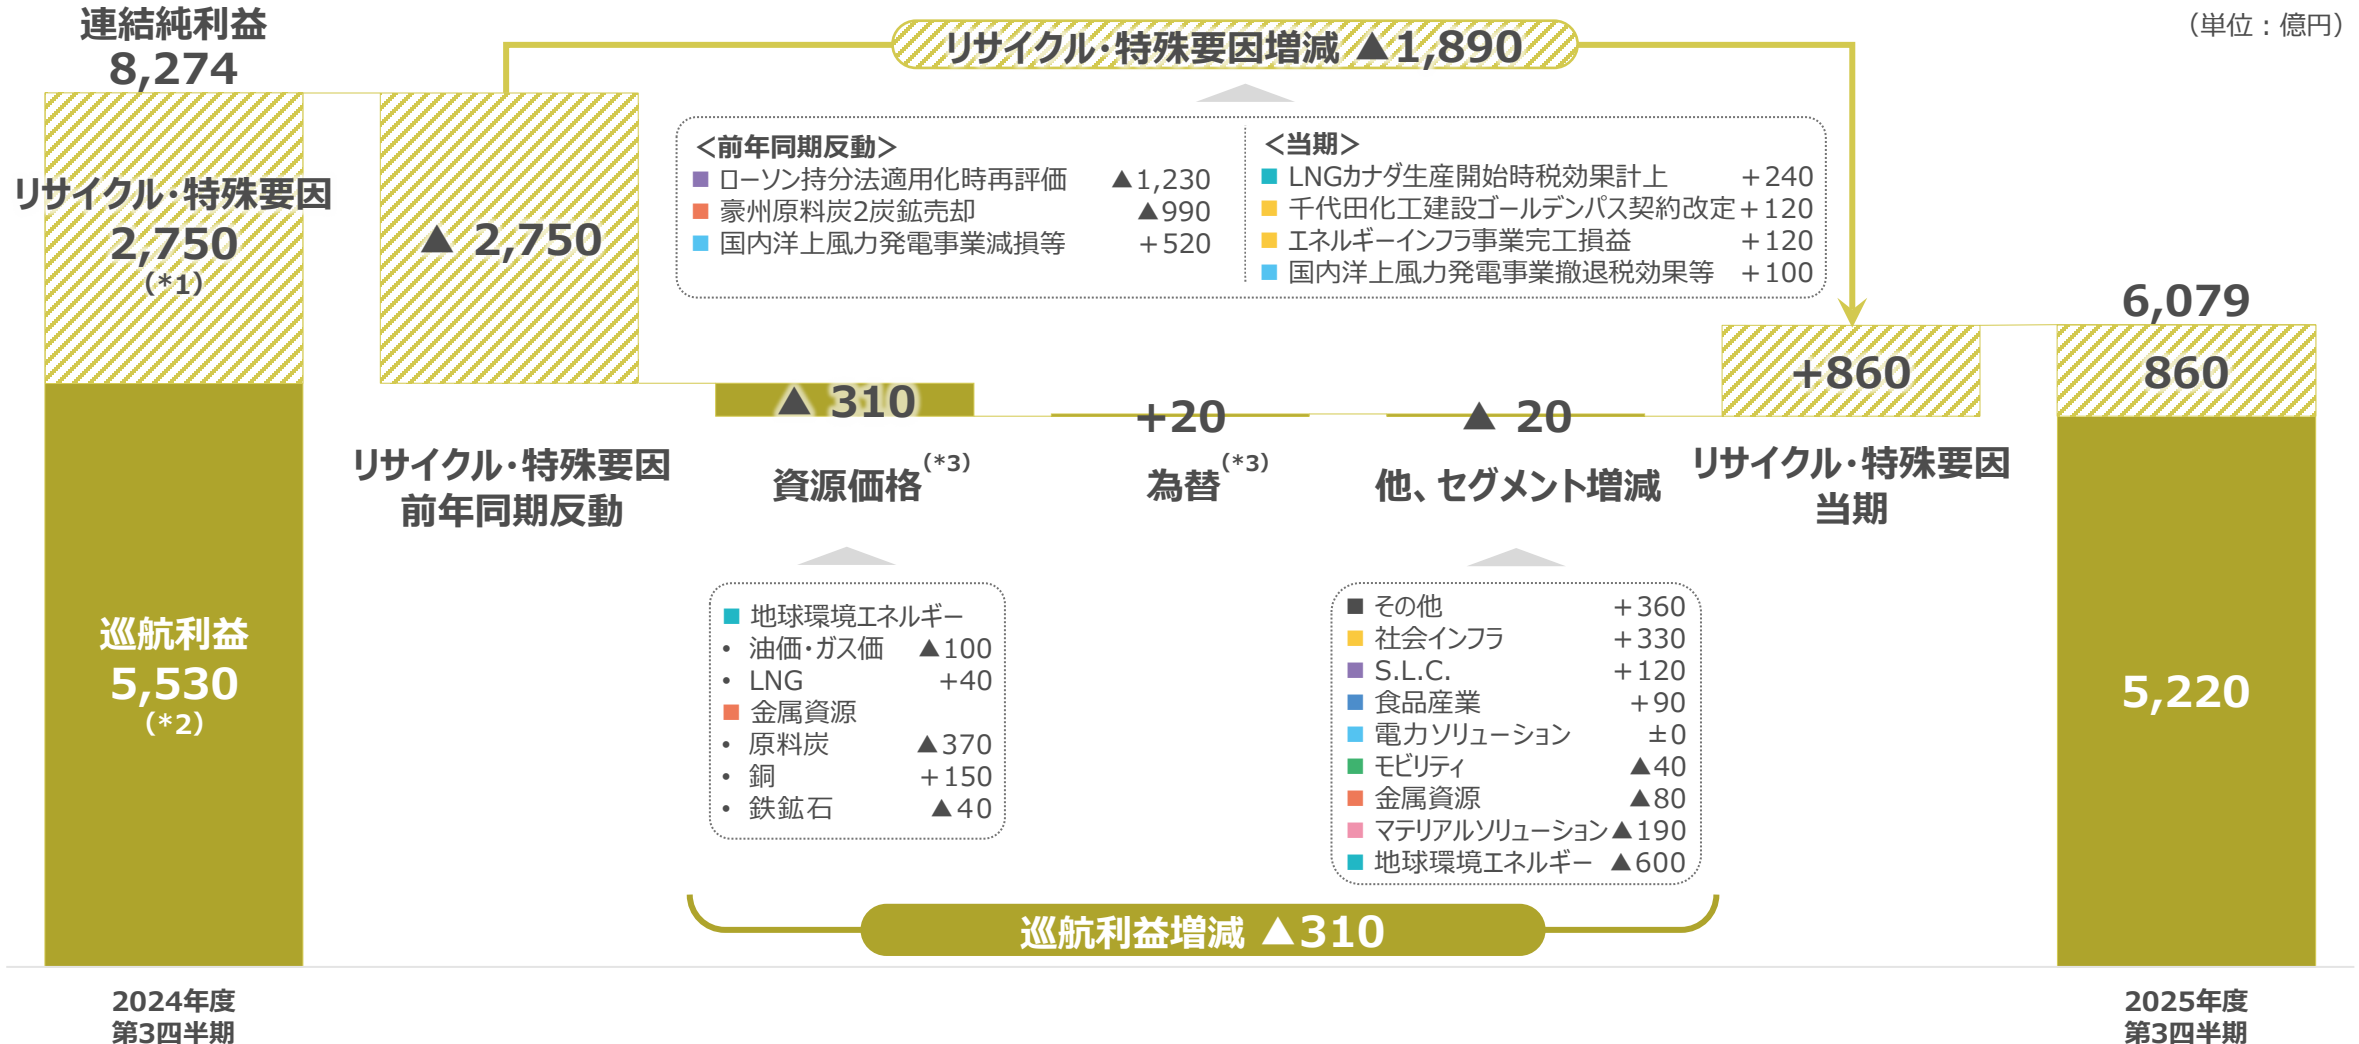 (単位:億円)
連結純利益
8,274
リサイクル・特殊要因増減 ▲1,890
リサイクル・特殊要因
2,750
(*1)
▲ 2,750
<前年同期反動>
■ ローソン持分法適用化時再評価 ▲1,230
■ 豪州原料炭2炭鉱売却 ▲990
■ 国内洋上風力発電事業減損等 +520
<当期>
■ LNGカナダ生産開始時税効果計上 +240
■ 千代田化工建設ゴールデンパス契約改定+120
■ エネルギーインフラ事業完工損益 +120
■ 国内洋上風力発電事業撤退税効果等 +100
6,079
▲ 310
+20
▲ 20
+860
860
リサイクル・特殊要因
前年同期反動
資源価格(*3)
為替(*3)
他、セグメント増減
リサイクル・特殊要因
当期
巡航利益
5,530
(*2)
■ 地球環境エネルギー
・ 油価・ガス価 ▲100
・ LNG +40
■ 金属資源
・ 原料炭 ▲370
・ 銅 +150
・ 鉄鉱石 ▲40
■ その他 +360
■ 社会インフラ +330
■ S.L.C. +120
■ 食品産業 +90
■ 電力ソリューション ±0
■ モビリティ ▲40
■ 金属資源 ▲80
■ マテリアルソリューション▲190
■ 地球環境エネルギー ▲600
5,220
巡航利益増減 ▲310
2024年度
第3四半期
2025年度
第3四半期